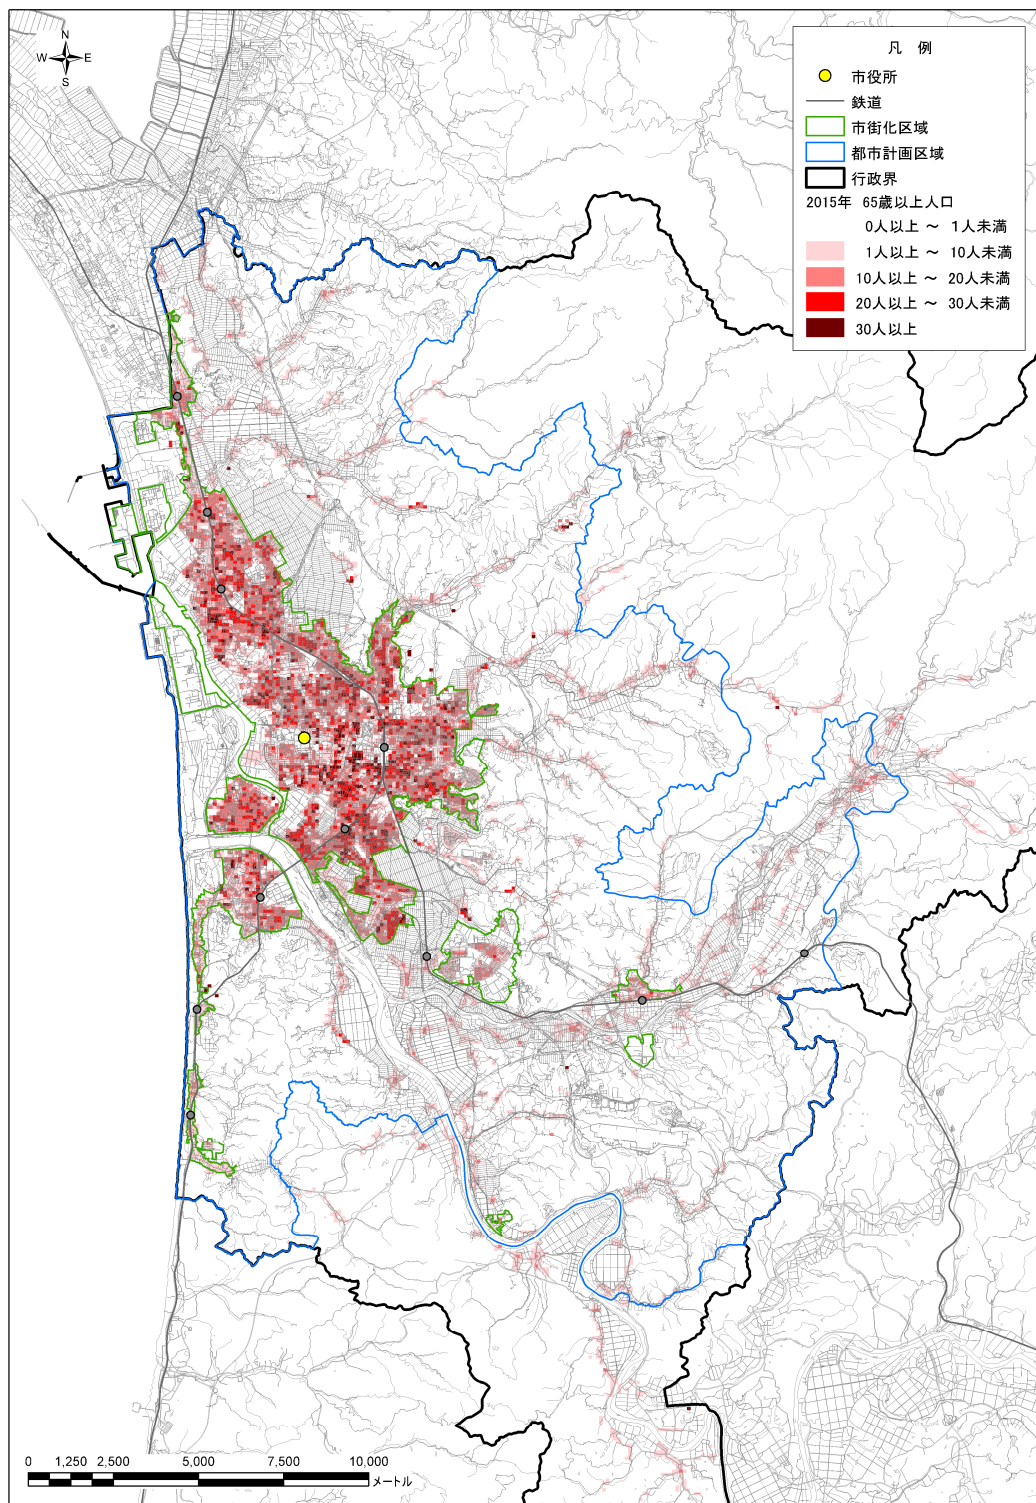 N
W E
S
凡 例
市役所
鉄道
市街化区域
都市計画区域
行政界
2015年 65歳以上人口
0人以上 ～ 1人未満
1人以上 ～ 10人未満
10人以上 ～ 20人未満
20人以上 ～ 30人未満
30人以上
0 1,250 2,500 5,000 7,500 10,000
メートル